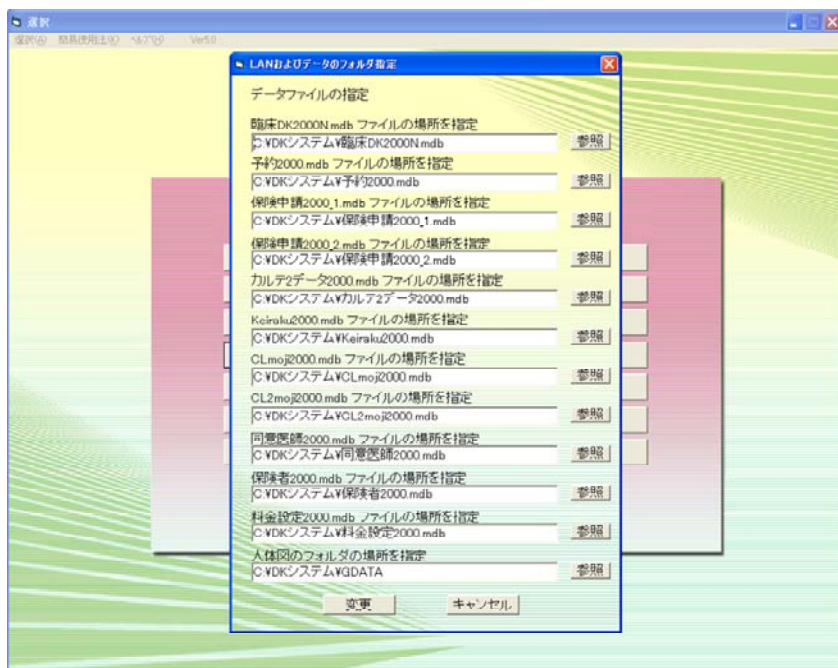 選択
選択(A) 簡易使用法(K) ヘルプ(H) Ver5.0
LANおよびデータのフォルダ指定
データファイルの指定
臨床DK2000N.mdb ファイルの場所を指定
C:¥DKシステム¥臨床DK2000N.mdb 参照
予約2000.mdb ファイルの場所を指定
C:¥DKシステム¥予約2000.mdb 参照
保険申請2000_1.mdb ファイルの場所を指定
C:¥DKシステム¥保険申請2000_1.mdb 参照
保険申請2000_2.mdb ファイルの場所を指定
C:¥DKシステム¥保険申請2000_2.mdb 参照
カルテ2データ2000.mdb ファイルの場所を指定
C:¥DKシステム¥カルテ2データ2000.mdb 参照
Keiraku2000.mdb ファイルの場所を指定
C:¥DKシステム¥Keiraku2000.mdb 参照
CLmoji2000.mdb ファイルの場所を指定
C:¥DKシステム¥CLmoji2000.mdb 参照
CL2moji2000.mdb ファイルの場所を指定
C:¥DKシステム¥CL2moji2000.mdb 参照
同意医師2000.mdb ファイルの場所を指定
C:¥DKシステム¥同意医師2000.mdb 参照
保険者2000.mdb ファイルの場所を指定
C:¥DKシステム¥保険者2000.mdb 参照
料金設定2000.mdb ファイルの場所を指定
C:¥DKシステム¥料金設定2000.mdb 参照
人体図のフォルダの場所を指定
C:¥DKシステム¥GDATA 参照
変更 キャンセル